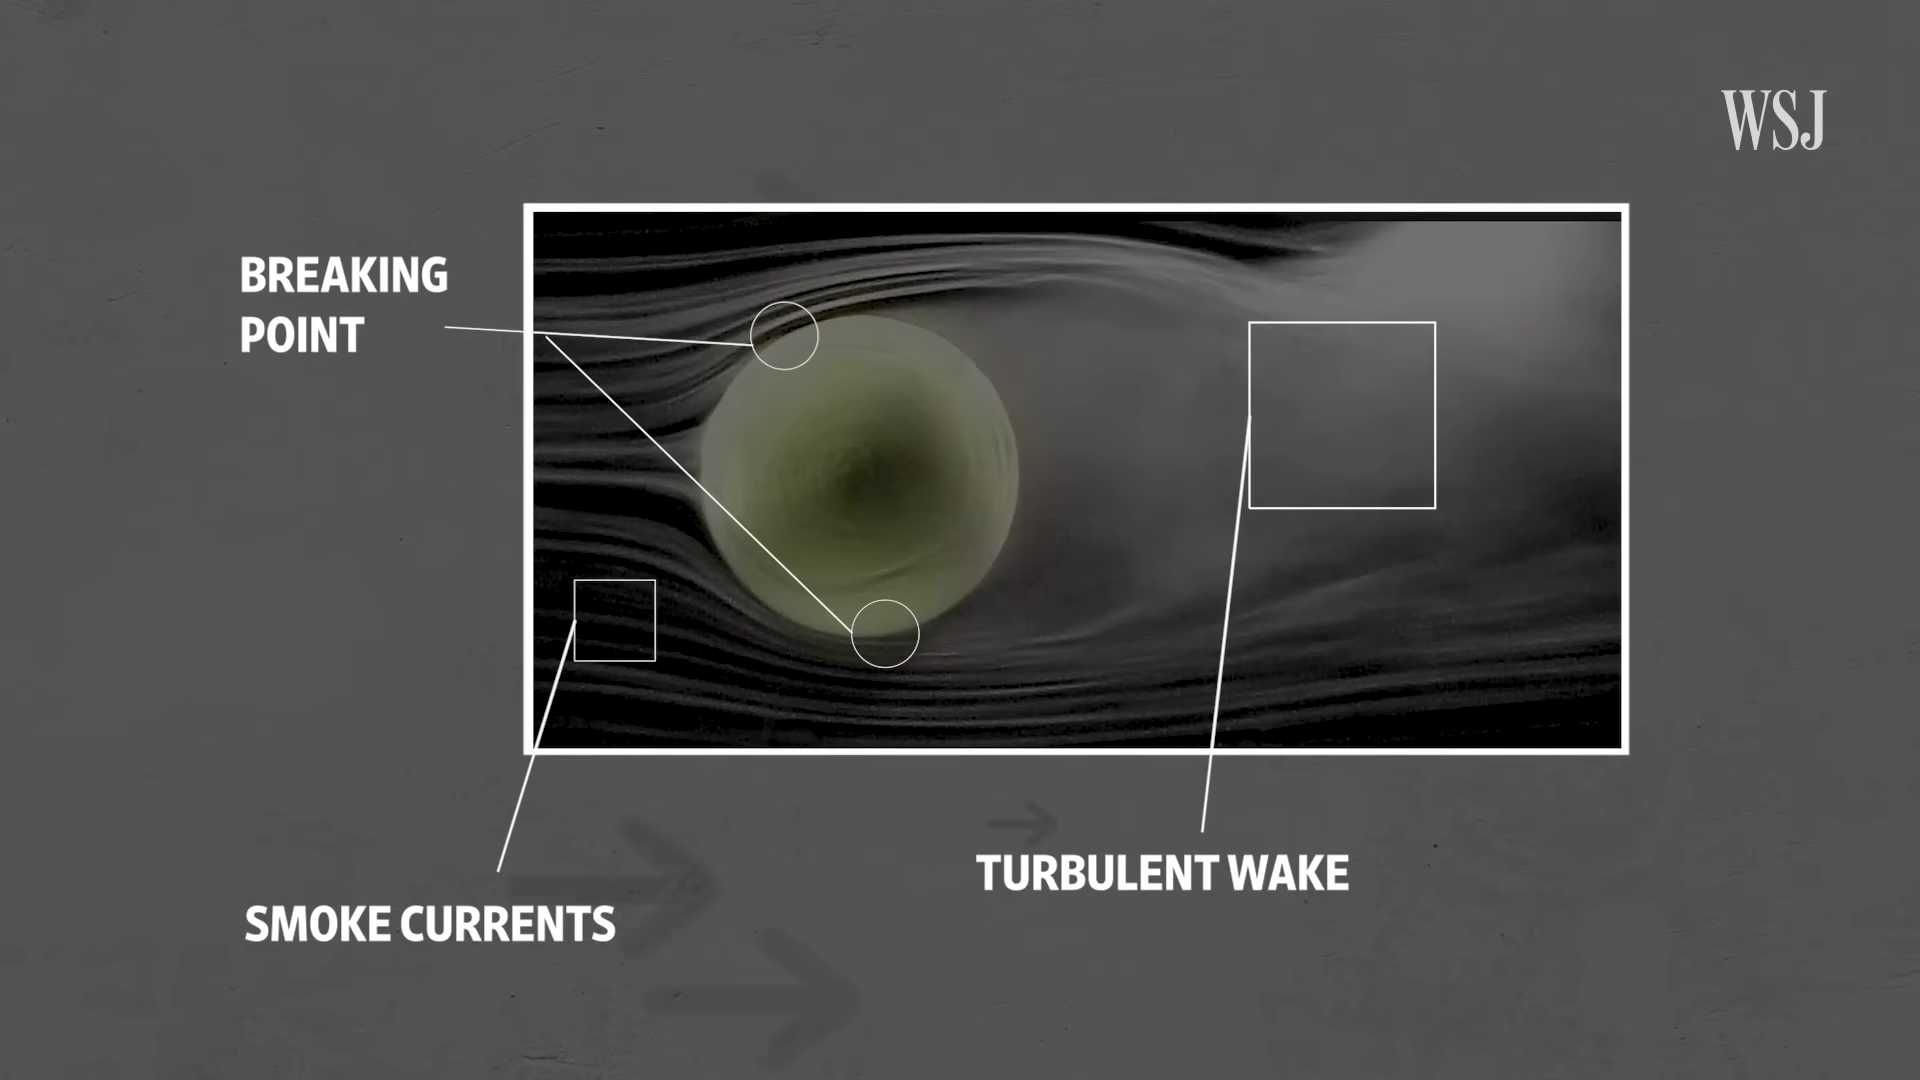 WSJ
BREAKING
POINT
TURBULENT WAKE
SMOKE CURRENTS